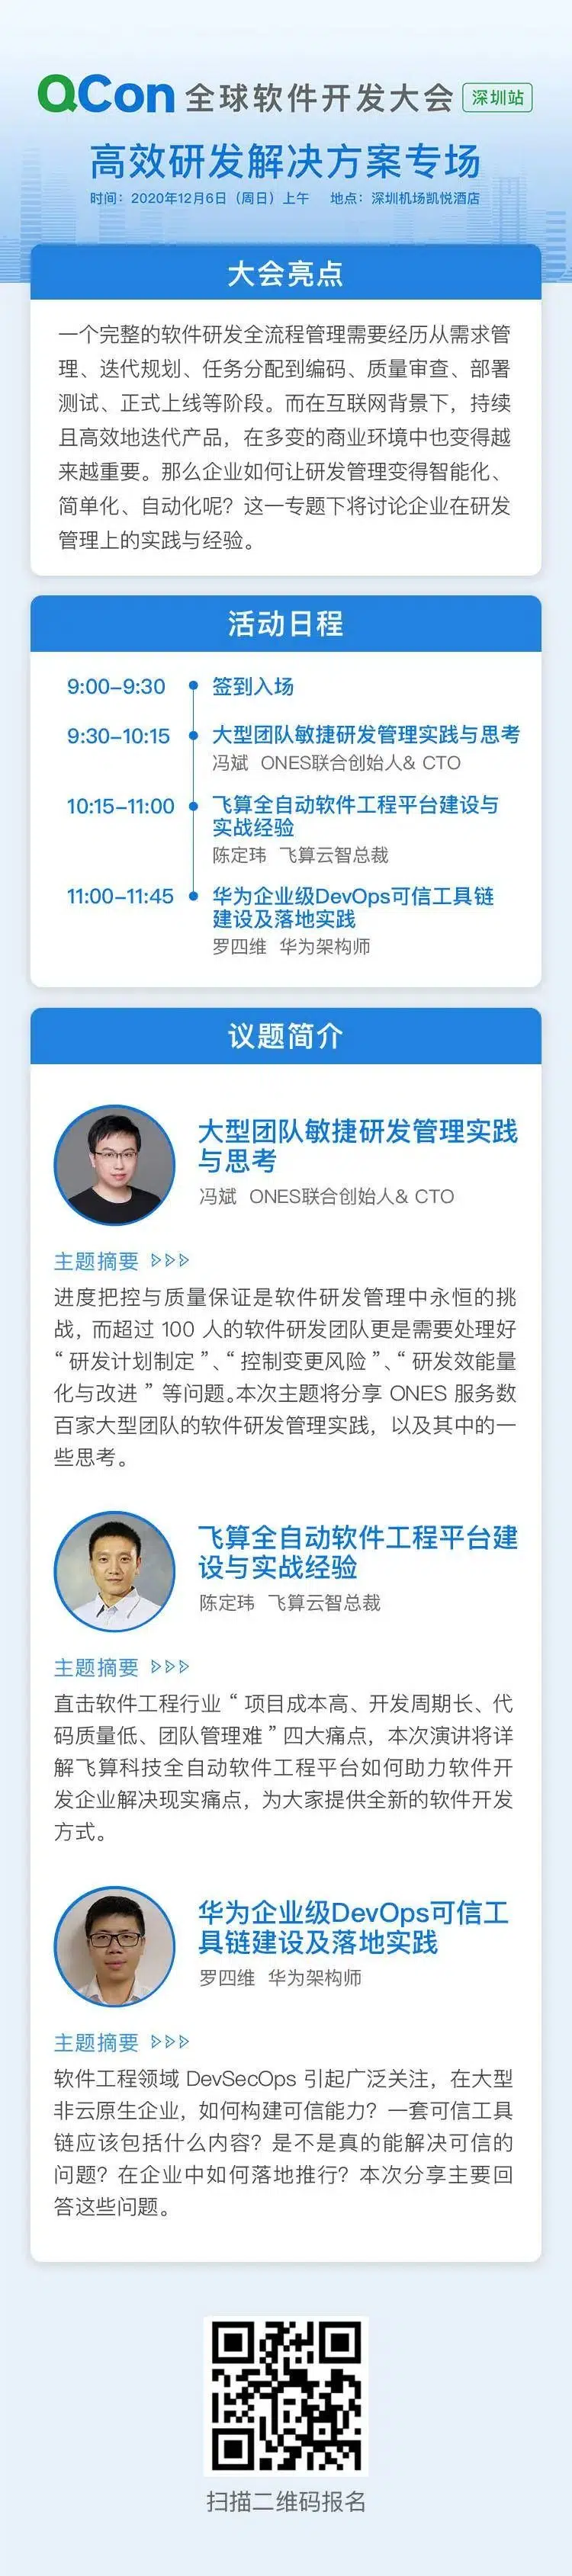 QCon 全球软件开发大会 深圳站
高效研发解决方案专场
时间：2020年12月6日（周日）上午 地点：深圳机场凯悦酒店
大会亮点
一个完整的软件研发全流程管理需要经历从需求管
理、迭代规划、任务分配到编码、质量审查、部署
测试、正式上线等阶段。而在互联网背景下，持续
且高效地迭代产品，在多变的商业环境中也变得越
来越重要。那么企业如何让研发管理变得智能化、
简单化、自动化呢？这一专题下将讨论企业在研发
管理上的实践与经验。
活动日程
9:00-9:30 签到入场
9:30-10:15 大型团队敏捷研发管理实践与思考
冯斌 ONES联合创始人& CTO
10:15-11:00 飞算全自动软件工程平台建设与
实战经验
陈定玮 飞算云智总裁
11:00-11:45 华为企业级DevOps可信工具链
建设及落地实践
罗四维 华为架构师
议题简介
大型团队敏捷研发管理实践
与思考
冯斌 ONES联合创始人& CTO
主题摘要
进度把控与质量保证是软件研发管理中永恒的挑
战，而超过 100 人的软件研发团队更是需要处理好
“ 研发计划制定 ”、“ 控制变更风险 ”、“ 研发效能量
化与改进 ” 等问题。本次主题将分享 ONES 服务数
百家大型团队的软件研发管理实践，以及其中的一
些思考。
飞算全自动软件工程平台建
设与实战经验
陈定玮 飞算云智总裁
主题摘要
直击软件工程行业 “ 项目成本高、开发周期长、代
码质量低、团队管理难 ” 四大痛点，本次演讲将详
解飞算科技全自动软件工程平台如何助力软件开
发企业解决现实痛点，为大家提供全新的软件开发
方式。
华为企业级DevOps可信工
具链建设及落地实践
罗四维 华为架构师
主题摘要
软件工程领域 DevSecOps 引起广泛关注，在大型
非云原生企业，如何构建可信能力？一套可信工具
链应该包括什么内容？是不是真的能解决可信的
问题？在企业中如何落地推行？本次分享主要回
答这些问题。
扫描二维码报名